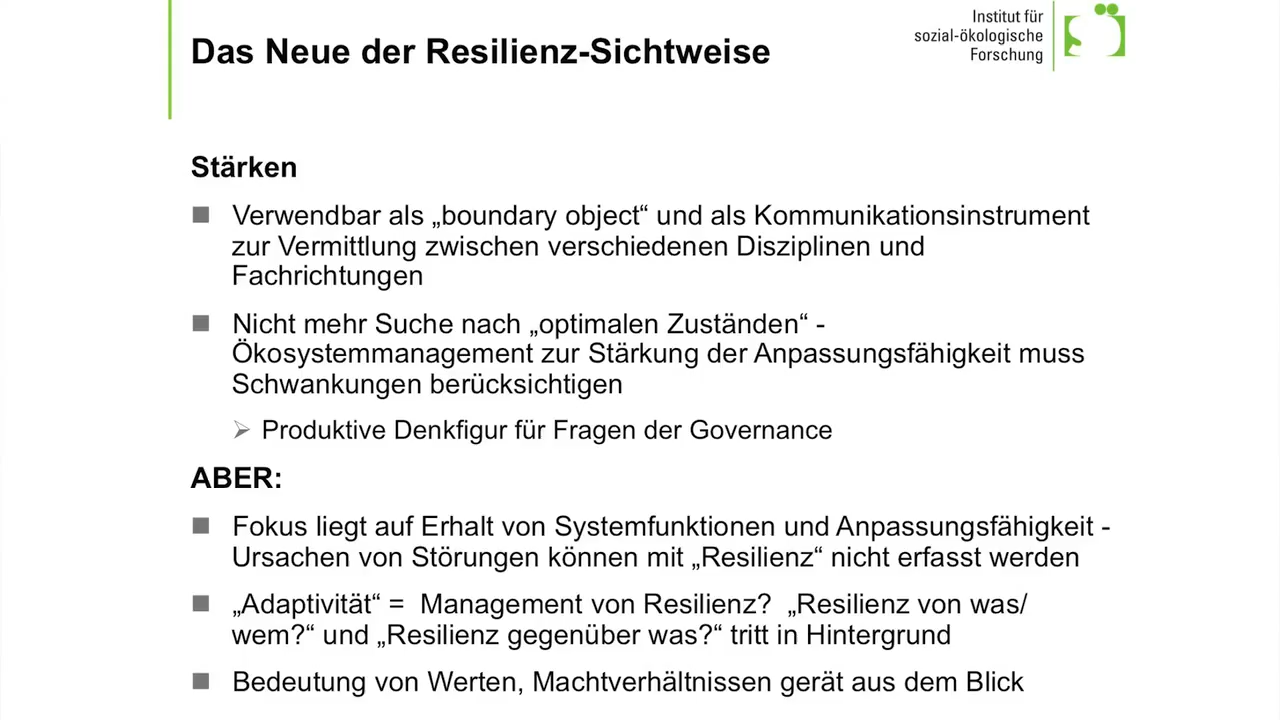 Das Neue der Resilienz-Sichtweise
Institut für
sozial-ökologische
Forschung
Stärken
Verwendbar als „boundary object“ und als Kommunikationsinstrument
zur Vermittlung zwischen verschiedenen Disziplinen und
Fachrichtungen
Nicht mehr Suche nach „optimalen Zuständen“ -
Ökosystemmanagement zur Stärkung der Anpassungsfähigkeit muss
Schwankungen berücksichtigen
Produktive Denkfigur für Fragen der Governance
ABER:
Fokus liegt auf Erhalt von Systemfunktionen und Anpassungsfähigkeit -
Ursachen von Störungen können mit „Resilienz“ nicht erfasst werden
„Adaptivität“ = Management von Resilienz? „Resilienz von was/
wem?“ und „Resilienz gegenüber was?“ tritt in Hintergrund
Bedeutung von Werten, Machtverhältnissen gerät aus dem Blick